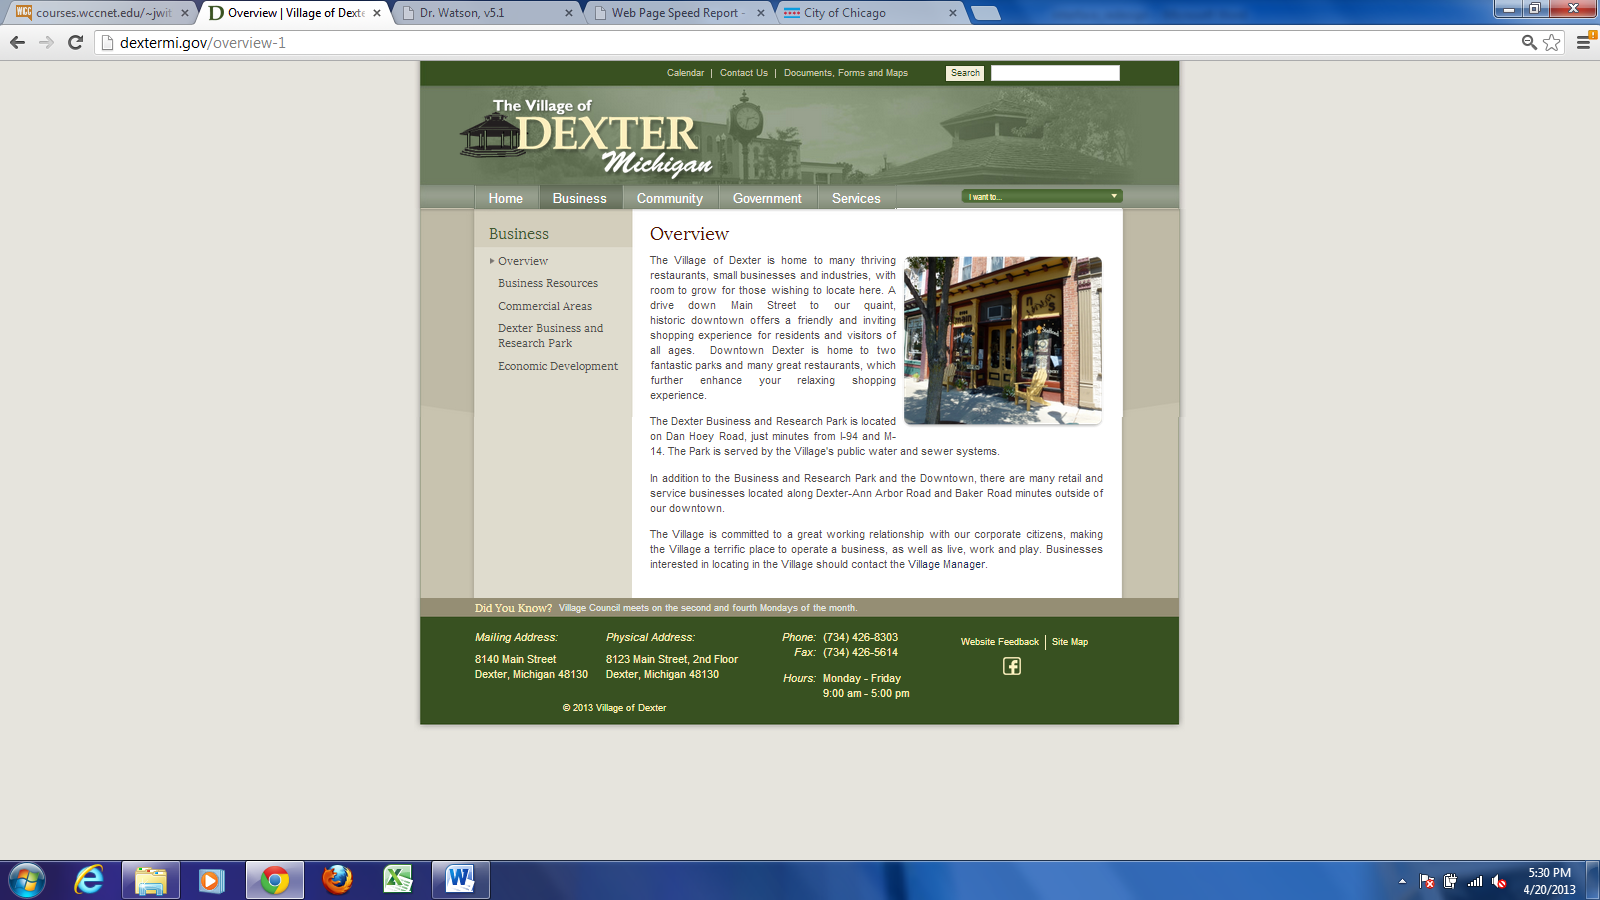 courses.wccnet.edu/~jwit
Overview | Village of Dexte
Dr. Watson, v5.1
Web Page Speed Report -
City of Chicago
dextermi.gov/overview-1
Calendar | Contact Us | Documents, Forms and Maps
Search
The Village of
DEXTER
Michigan
Home
Business
Community
Government
Services
I want to...
Business
Overview
Business Resources
Commercial Areas
Dexter Business and
Research Park
Economic Development
Overview
The Village of Dexter is home to many thriving
restaurants, small businesses and industries, with
room to grow for those wishing to locate here. A
drive down Main Street to our quaint,
historic downtown offers a friendly and inviting
shopping experience for residents and visitors of
all ages. Downtown Dexter is home to two
fantastic parks and many great restaurants, which
further enhance your relaxing shopping
experience.
The Dexter Business and Research Park is located
on Dan Hoey Road, just minutes from I-94 and M-
14. The Park is served by the Village's public water and sewer systems.
In addition to the Business and Research Park and the Downtown, there are many retail and
service businesses located along Dexter-Ann Arbor Road and Baker Road minutes outside of
our downtown.
The Village is committed to a great working relationship with our corporate citizens, making
the Village a terrific place to operate a business, as well as live, work and play. Businesses
interested in locating in the Village should contact the Village Manager.
Did You Know? Village Council meets on the second and fourth Mondays of the month.
Mailing Address:
8140 Main Street
Dexter, Michigan 48130
Physical Address:
8123 Main Street, 2nd Floor
Dexter, Michigan 48130
Phone: (734) 426-8303
Fax: (734) 426-5614
Hours: Monday - Friday
9:00 am - 5:00 pm
Website Feedback | Site Map
© 2013 Village of Dexter
5:30 PM
4/20/2013